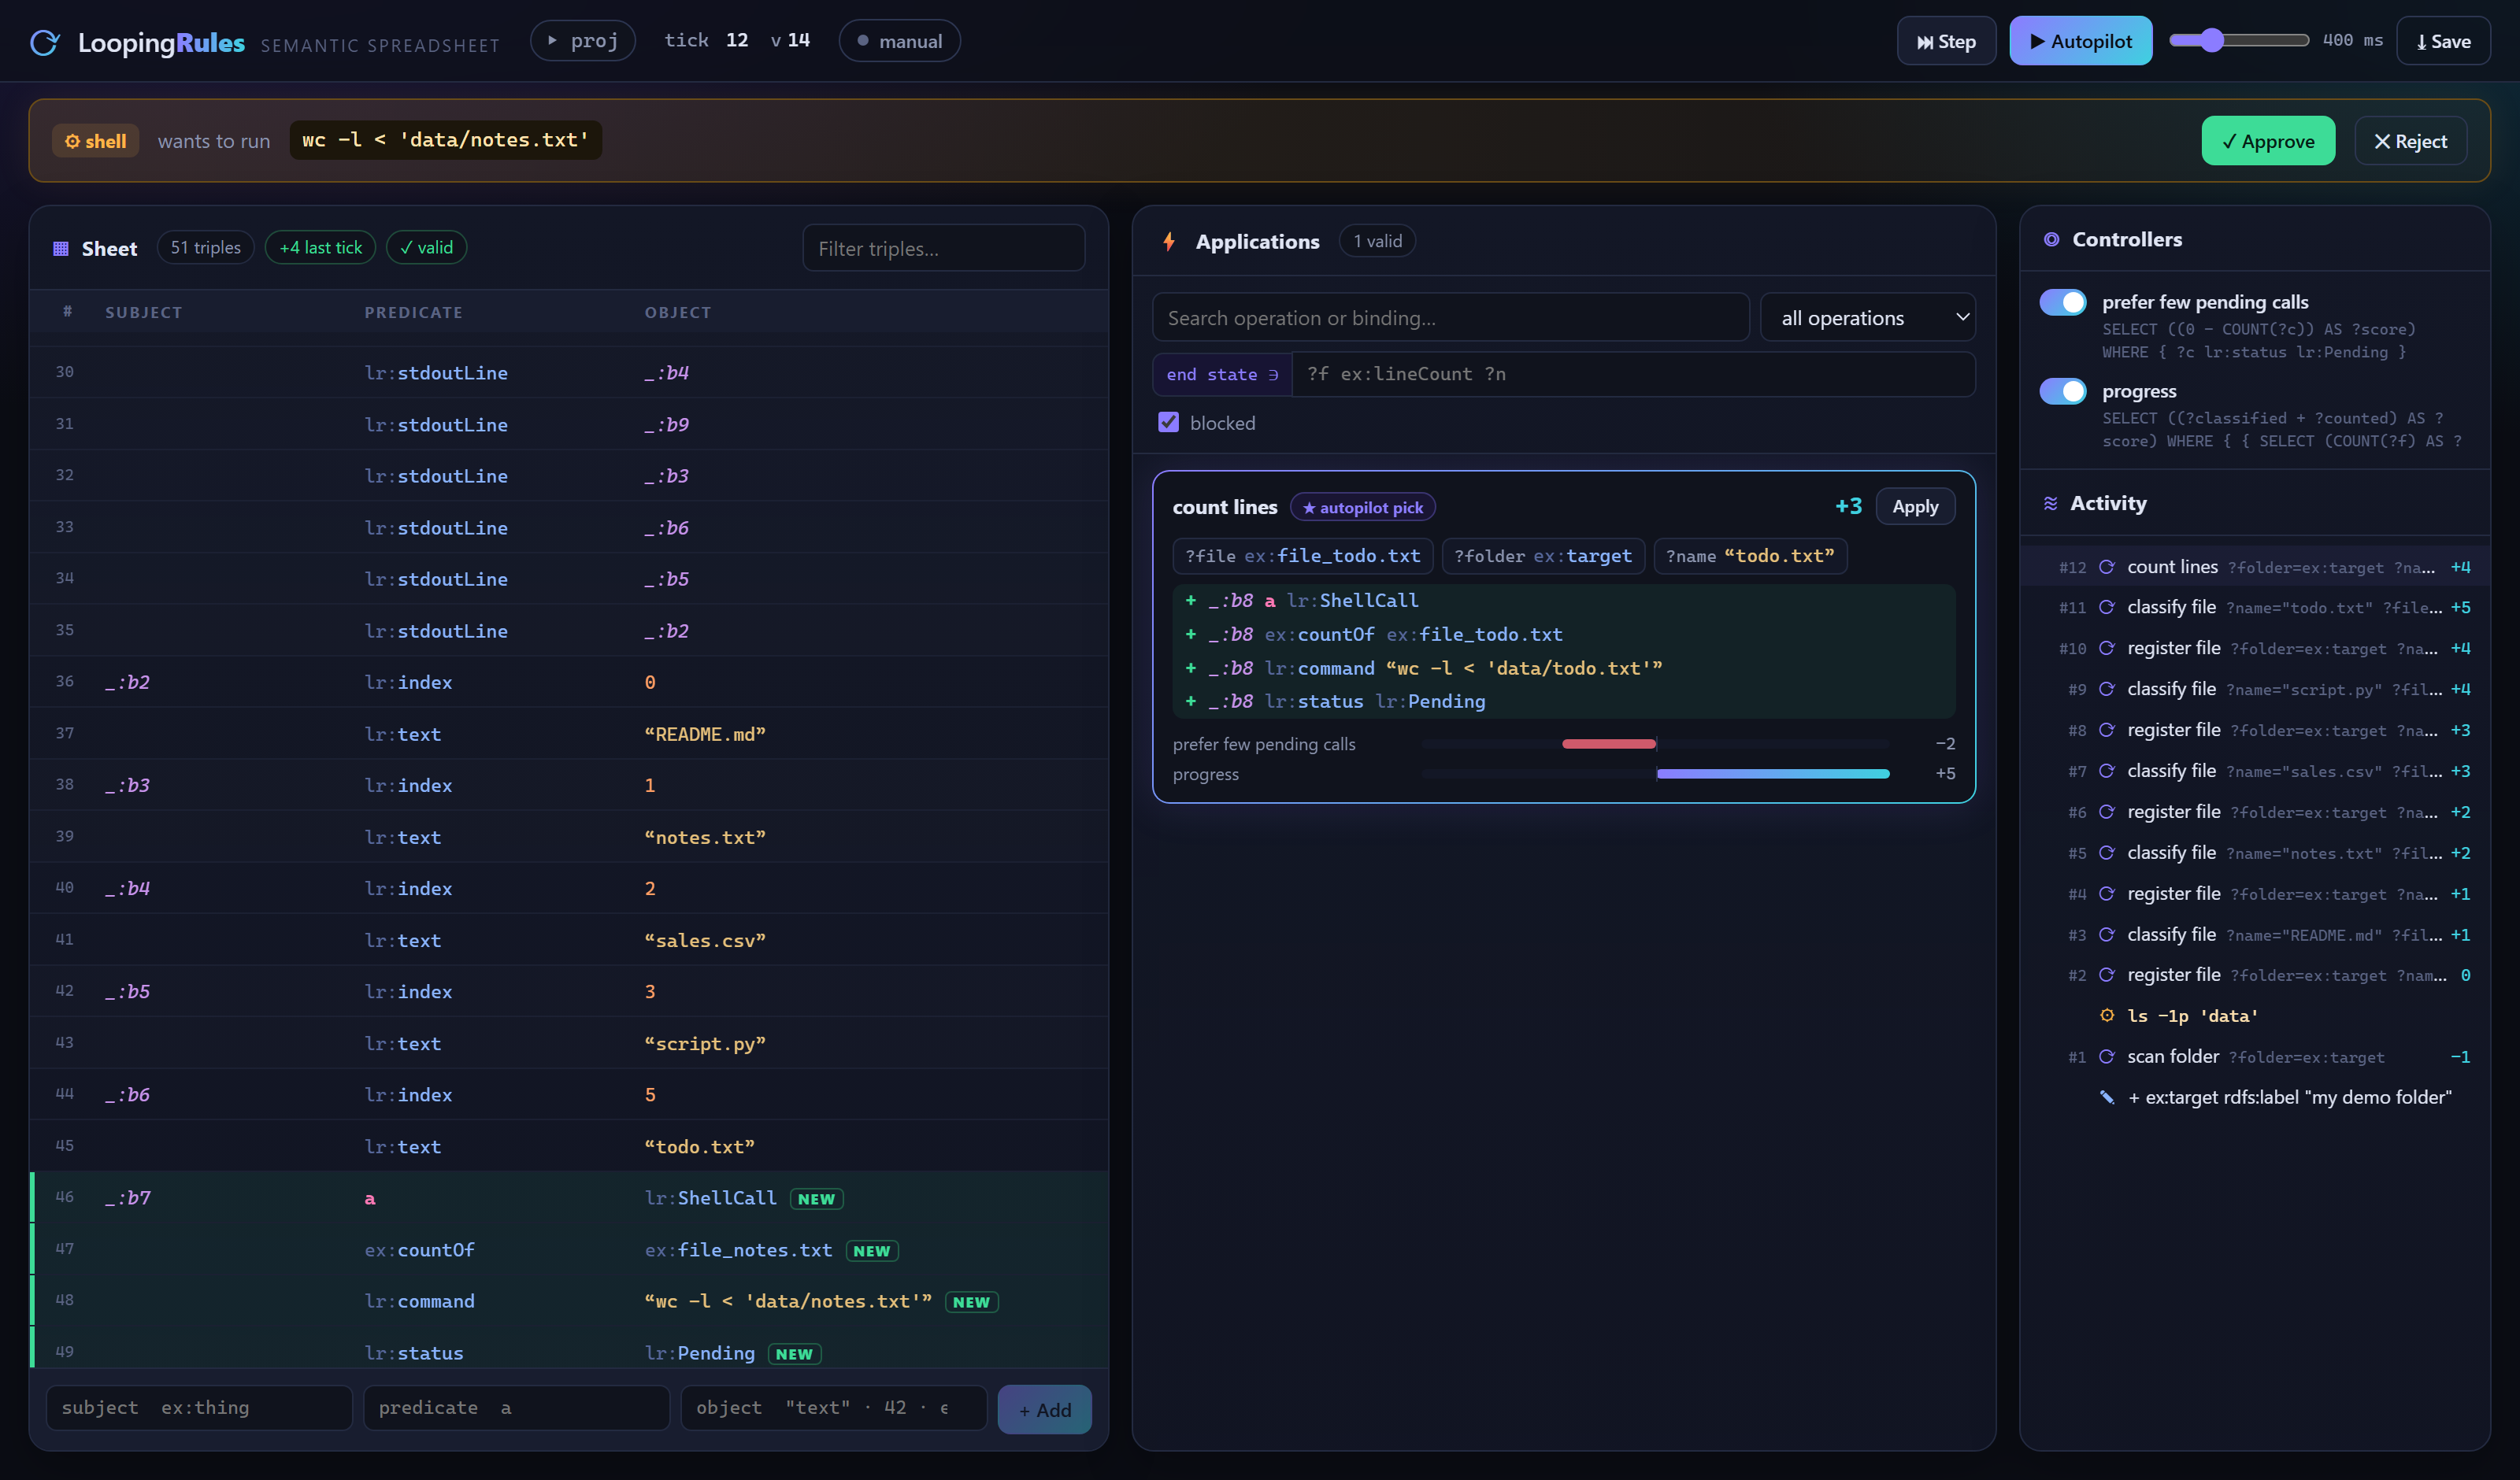 LoopingRules SEMANTIC SPREADSHEET
▸ proj
tick 12 v 14
manual
⏭ Step
▶ Autopilot
400 ms
⤓ Save
⚙ shell wants to run wc -l < 'data/notes.txt'
✓ Approve
✕ Reject
▦ Sheet
51 triples
+4 last tick
✓ valid
Filter triples…
# SUBJECT PREDICATE OBJECT
30 lr:stdoutLine _:b4
31 lr:stdoutLine _:b9
32 lr:stdoutLine _:b3
33 lr:stdoutLine _:b6
34 lr:stdoutLine _:b5
35 lr:stdoutLine _:b2
36 _:b2 lr:index 0
37 lr:text “README.md”
38 _:b3 lr:index 1
39 lr:text “notes.txt”
40 _:b4 lr:index 2
41 lr:text “sales.csv”
42 _:b5 lr:index 3
43 lr:text “script.py”
44 _:b6 lr:index 5
45 lr:text “todo.txt”
46 _:b7 a lr:ShellCall NEW
47 ex:countOf ex:file_notes.txt NEW
48 lr:command “wc -l < 'data/notes.txt'” NEW
49 lr:status lr:Pending NEW
subject ex:thing
predicate a
object "text" · 42 · e
+ Add
Applications
1 valid
Search operation or binding…
all operations
end state ∋ ?f ex:lineCount ?n
blocked
count lines ★ autopilot pick +3 Apply
?file ex:file_todo.txt ?folder ex:target ?name “todo.txt”
+ _:b8 a lr:ShellCall
+ _:b8 ex:countOf ex:file_todo.txt
+ _:b8 lr:command “wc -l < 'data/todo.txt'”
+ _:b8 lr:status lr:Pending
prefer few pending calls −2
progress +5
Controllers
prefer few pending calls
SELECT ((0 - COUNT(?c)) AS ?score)
WHERE { ?c lr:status lr:Pending }
progress
SELECT ((?classified + ?counted) AS ?
score) WHERE { { SELECT (COUNT(?f) AS ?
Activity
#12 count lines ?folder=ex:target ?na… +4
#11 classify file ?name="todo.txt" ?file… +5
#10 register file ?folder=ex:target ?na… +4
#9 classify file ?name="script.py" ?fil… +4
#8 register file ?folder=ex:target ?na… +3
#7 classify file ?name="sales.csv" ?fil… +3
#6 register file ?folder=ex:target ?na… +2
#5 classify file ?name="notes.txt" ?fil… +2
#4 register file ?folder=ex:target ?na… +1
#3 classify file ?name="README.md" ?fil… +1
#2 register file ?folder=ex:target ?nam… 0
⚙ ls -1p 'data'
#1 scan folder ?folder=ex:target −1
+ ex:target rdfs:label "my demo folder"